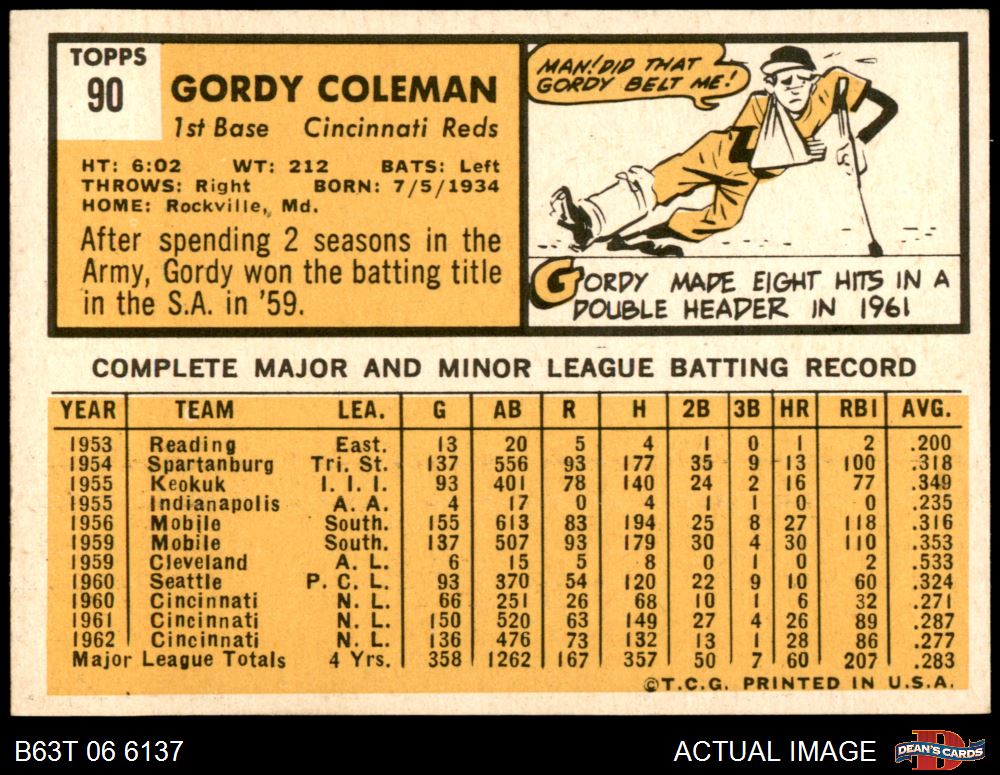 TOPPS
90
GORDY COLEMAN
1st Base Cincinnati Reds
HT: 6:02 WT: 212 BATS: Left
THROWS: Right BORN: 7/5/1934
HOME: Rockville, Md.
After spending 2 seasons in the
Army, Gordy won the batting title
in the S.A. in '59.
MAN! DID THAT
GORDY BELT ME!
GORDY MADE EIGHT HITS IN A
DOUBLE HEADER IN 1961
COMPLETE MAJOR AND MINOR LEAGUE BATTING RECORD
YEAR TEAM LEA. G AB R H 2B 3B HR RBI AVG.
1953 Reading East. 13 20 5 4 1 0 1 2 .200
1954 Spartanburg Tri. St. 137 556 93 177 35 9 13 100 .318
1955 Keokuk I. I. I. 93 401 78 140 24 2 16 77 .349
1955 Indianapolis A. A. 4 17 0 4 1 1 0 0 .235
1956 Mobile South. 155 613 83 194 25 8 27 118 .316
1959 Mobile South. 137 507 93 179 30 4 30 110 .353
1959 Cleveland A. L. 6 15 5 8 0 1 0 2 .533
1960 Seattle P. C. L. 93 370 54 120 22 9 10 60 .324
1960 Cincinnati N. L. 66 251 26 68 10 1 6 32 .271
1961 Cincinnati N. L. 150 520 63 149 27 4 26 89 .287
1962 Cincinnati N. L. 136 476 73 132 13 1 28 86 .277
Major League Totals 4 Yrs. 358 1262 167 357 50 7 60 207 .283
©T.C.G. PRINTED IN U.S.A.
B63T 06 6137 ACTUAL IMAGE DEAN'S CARDS